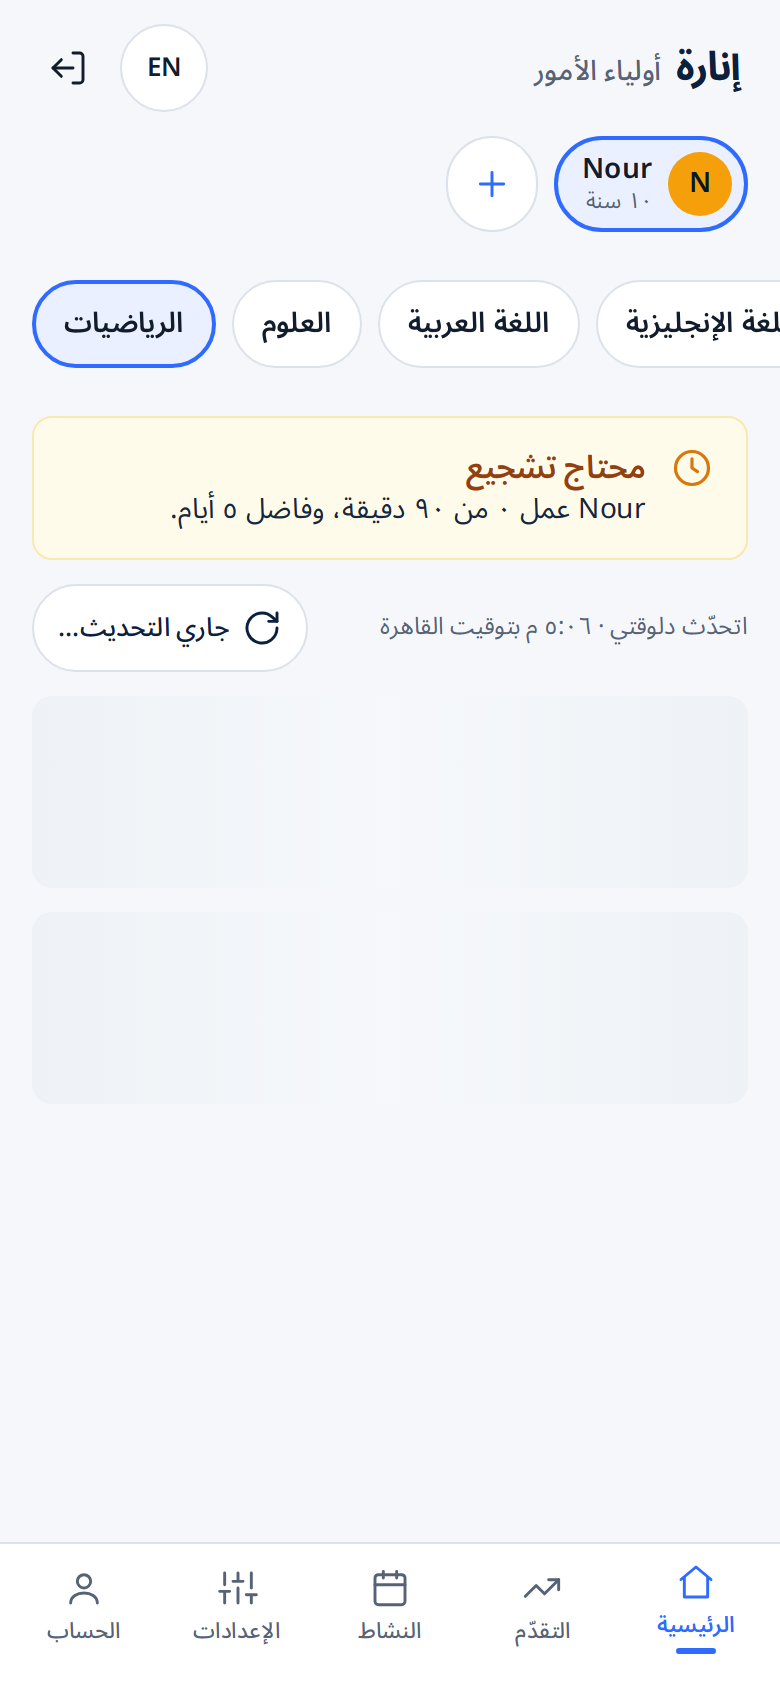 إنارة أولياء الأمور
EN
N
Nour
١٠ سنة
الرياضيات
العلوم
اللغة العربية
لغة الإنجليزية
محتاج تشجيع
Nour عمل ٠ من ٩٠ دقيقة، وفاضل ٥ أيام.
اتحدّث دلوقتي · ٥:٠٦ م بتوقيت القاهرة
جاري التحديث...
الرئيسية
التقدّم
النشاط
الإعدادات
الحساب